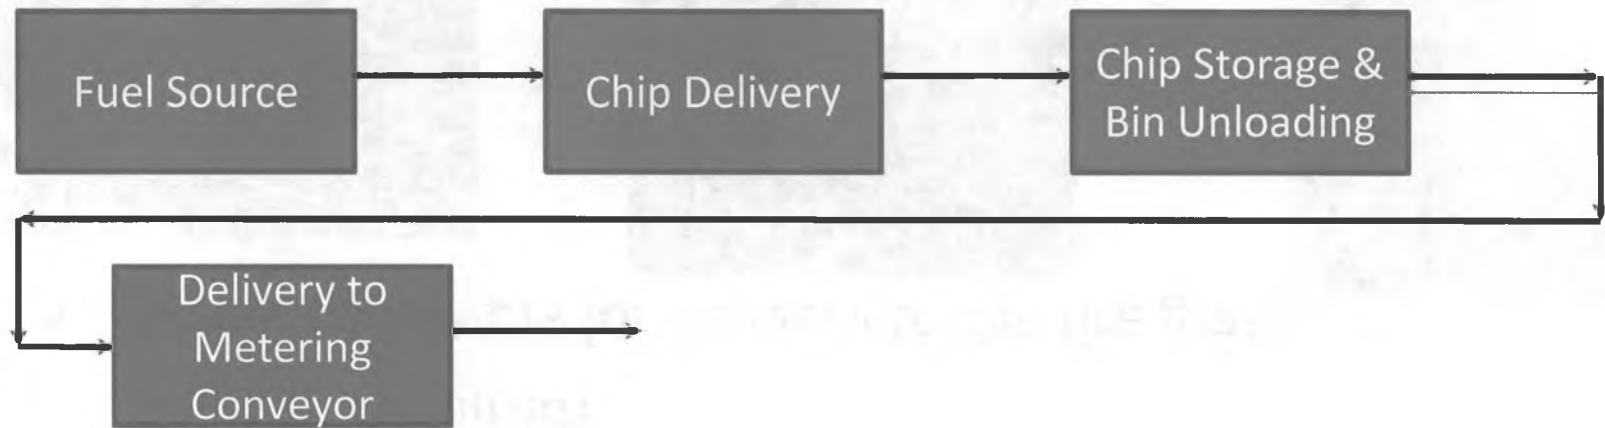 Fuel Source
Chip Delivery
Chip Storage &
Bin Unloading
Delivery to
Metering
Conveyor